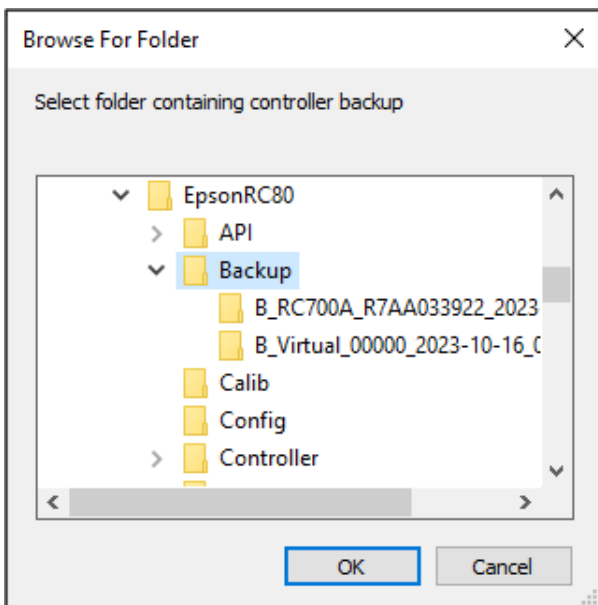 Browse For Folder
Select folder containing controller backup
EpsonRC80
API
Backup
B_RC700A_R7AA033922_2023
B_Virtual_00000_2023-10-16_0
Calib
Config
Controller
OK
Cancel